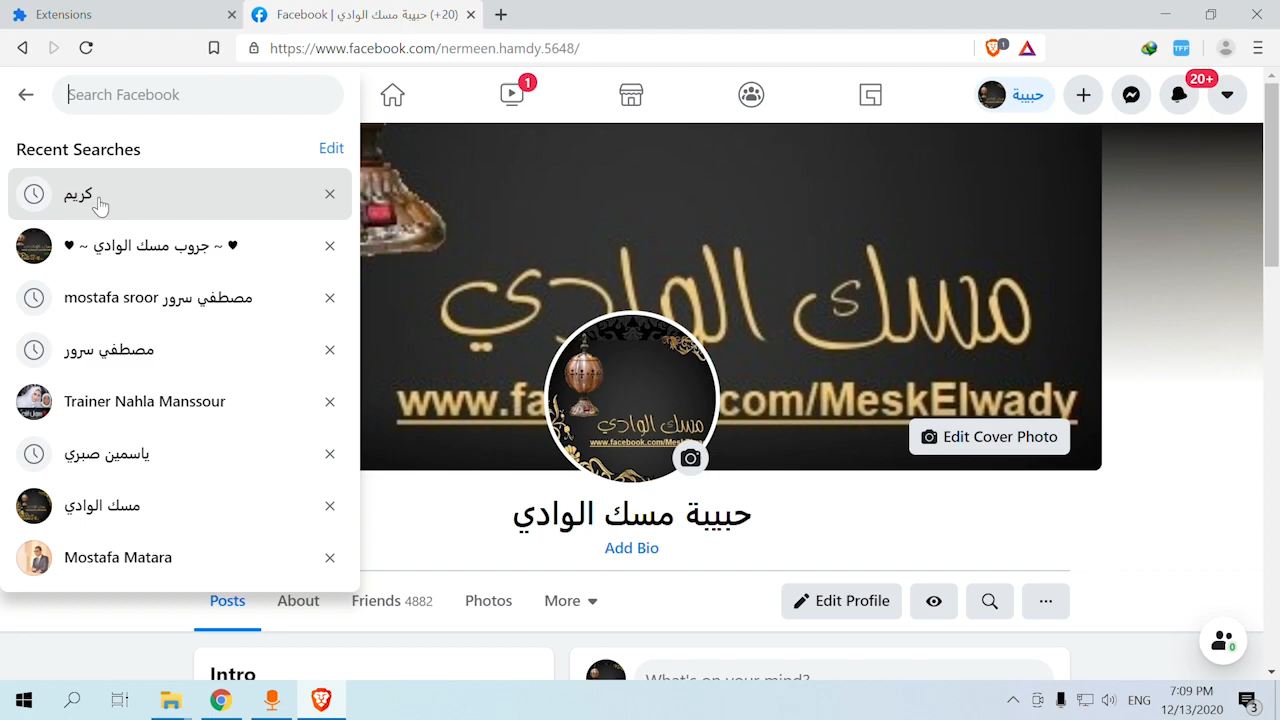 Extensions
Facebook | حبيبة مسك الوادي (20+)
https://www.facebook.com/nermeen.hamdy.5648/
1
TFF
Search Facebook
1
حبيبة
20+
Recent Searches
Edit
كريم
♥ ~ جروب مسك الوادي ~ ♥
mostafa sroor مصطفي سرور
مصطفي سرور
Trainer Nahla Manssour
ياسمين صبري
مسك الوادي
Mostafa Matara
مسك الوادي
www.fa com/MeskElwady
مسك الوادي
Edit Cover Photo
حبيبة مسك الوادي
Add Bio
Posts
About
Friends 4882
Photos
More
Edit Profile
0
Intro
What's on your mind?
ENG
7:09 PM
12/13/2020
3